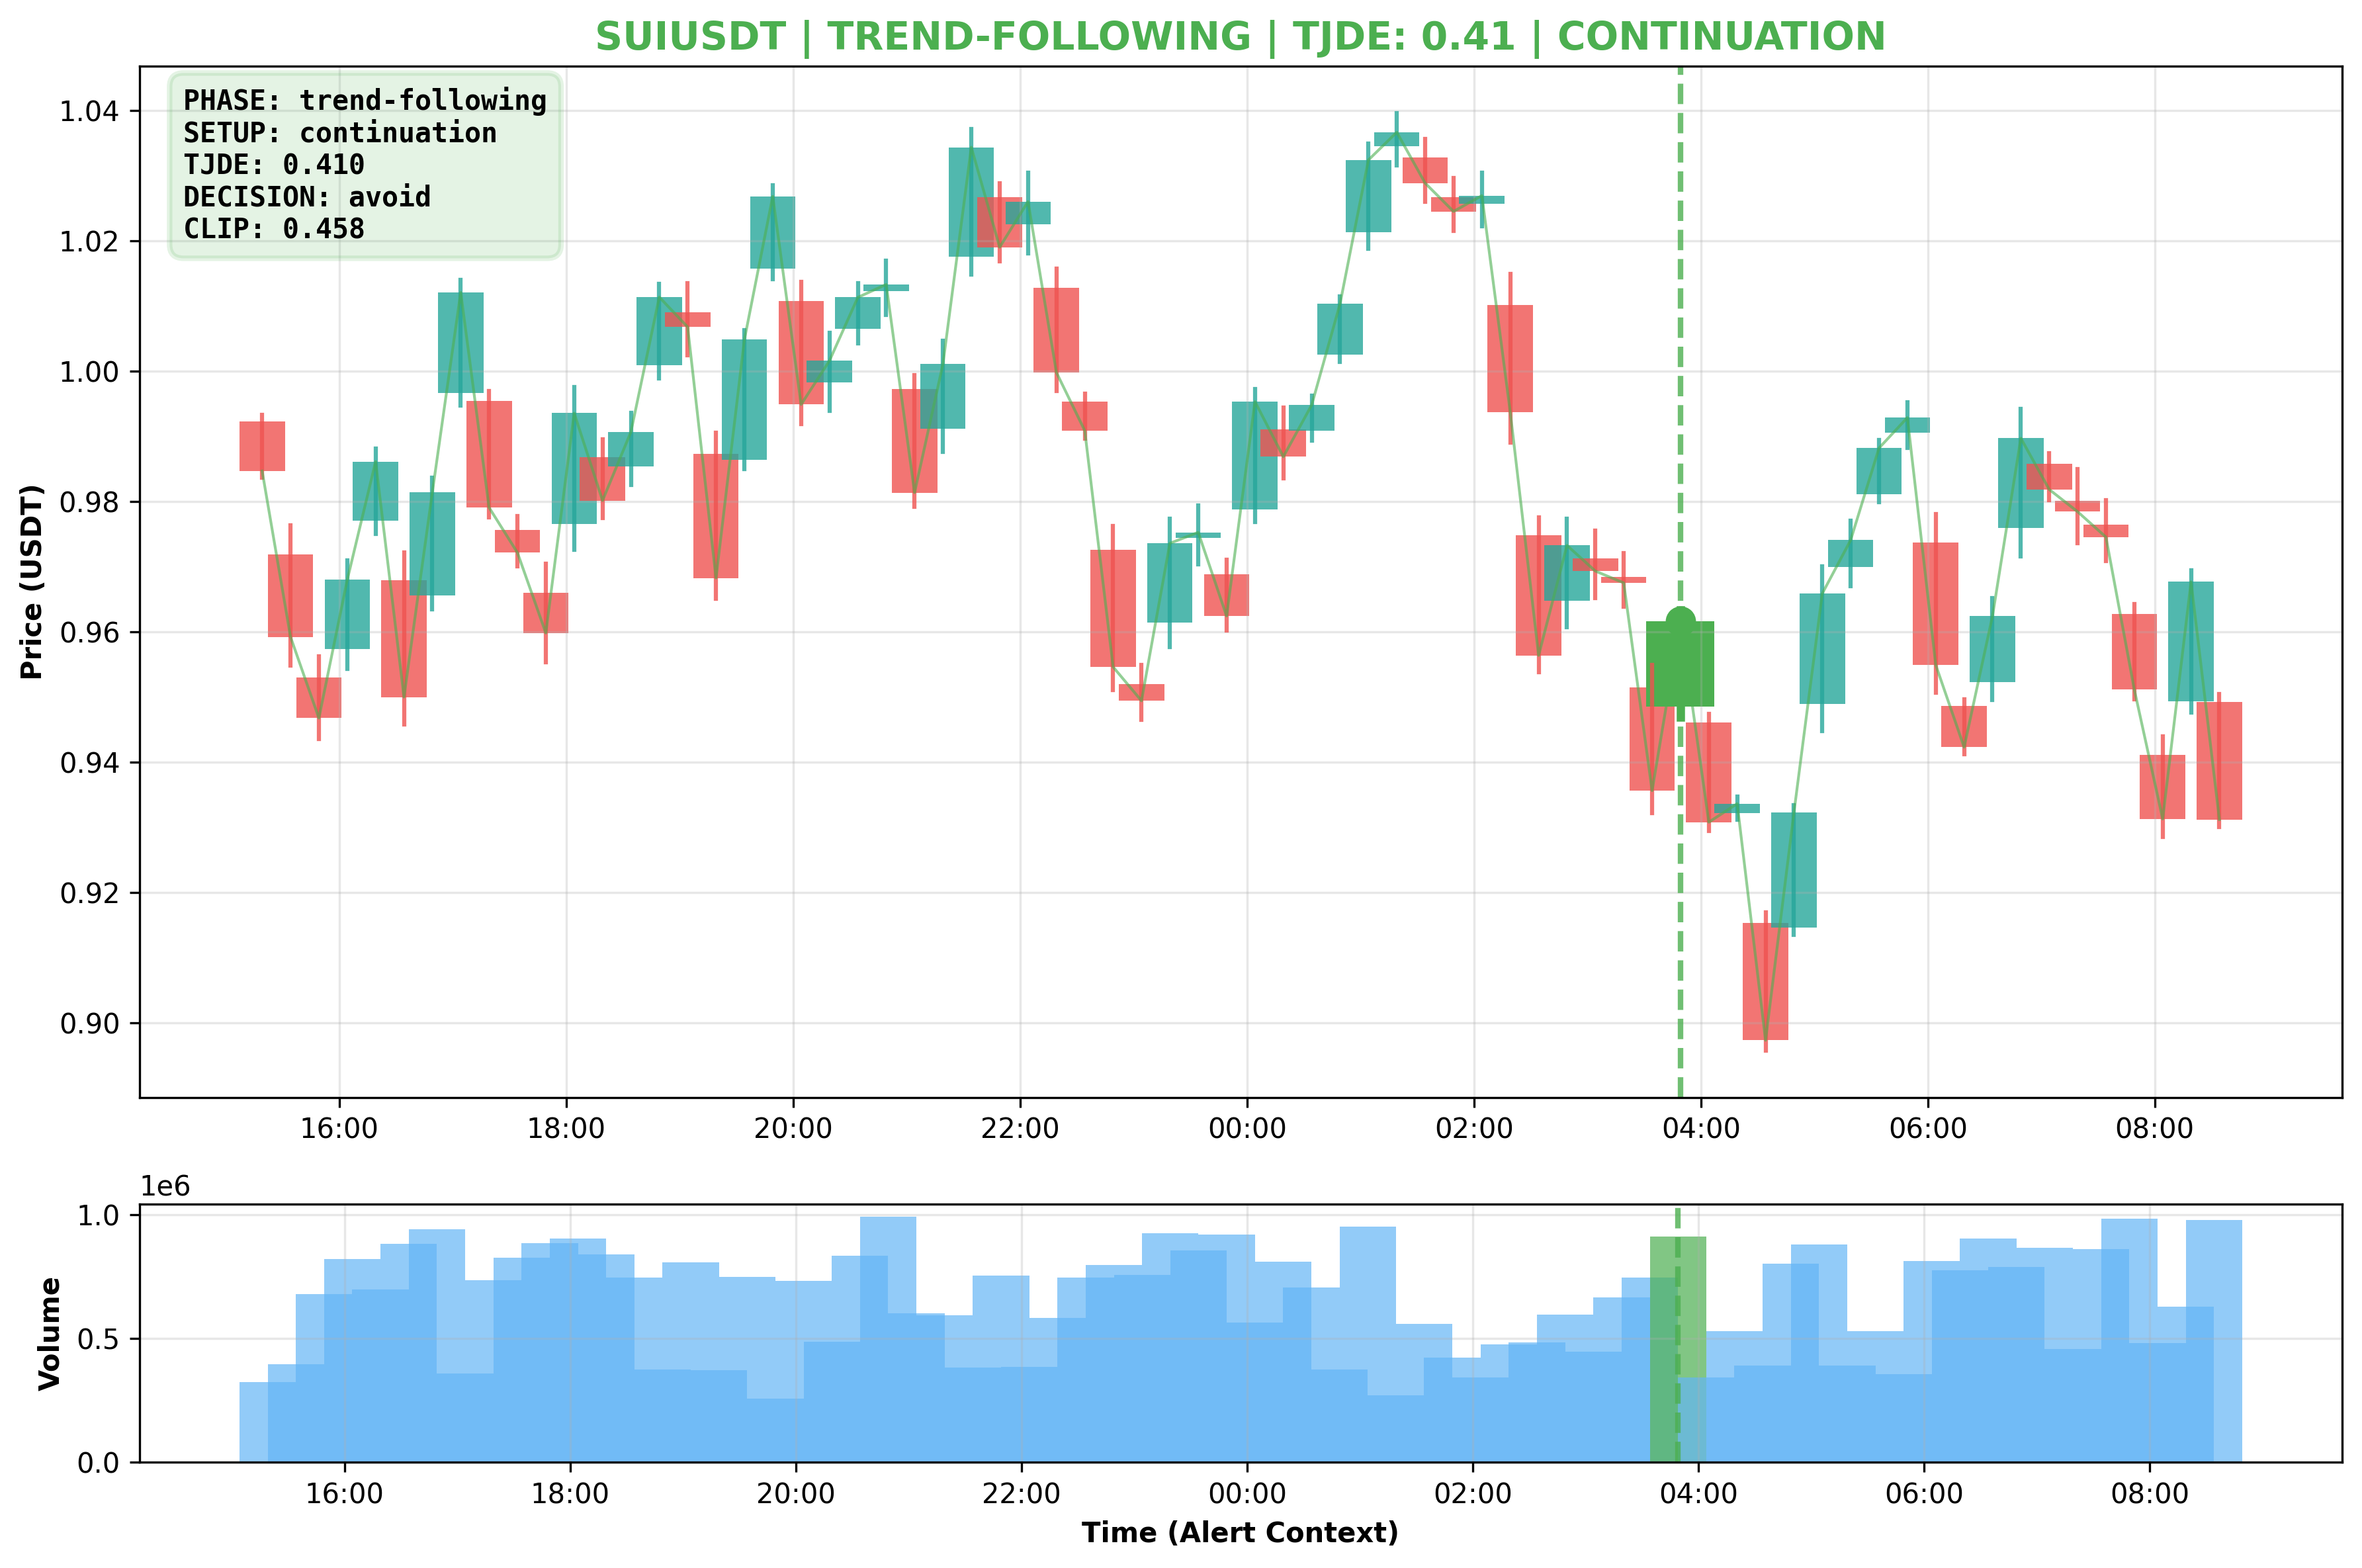 SUIUSDT | TREND-FOLLOWING | TJDE: 0.41 | CONTINUATION
PHASE: trend-following
SETUP: continuation
TJDE: 0.410
DECISION: avoid
CLIP: 0.458
Price (USDT)
1.04
1.02
1.00
0.98
0.96
0.94
0.92
0.90
16:00 18:00 20:00 22:00 00:00 02:00 04:00 06:00 08:00
1e6
Volume
1.0
0.5
0.0
16:00 18:00 20:00 22:00 00:00 02:00 04:00 06:00 08:00
Time (Alert Context)